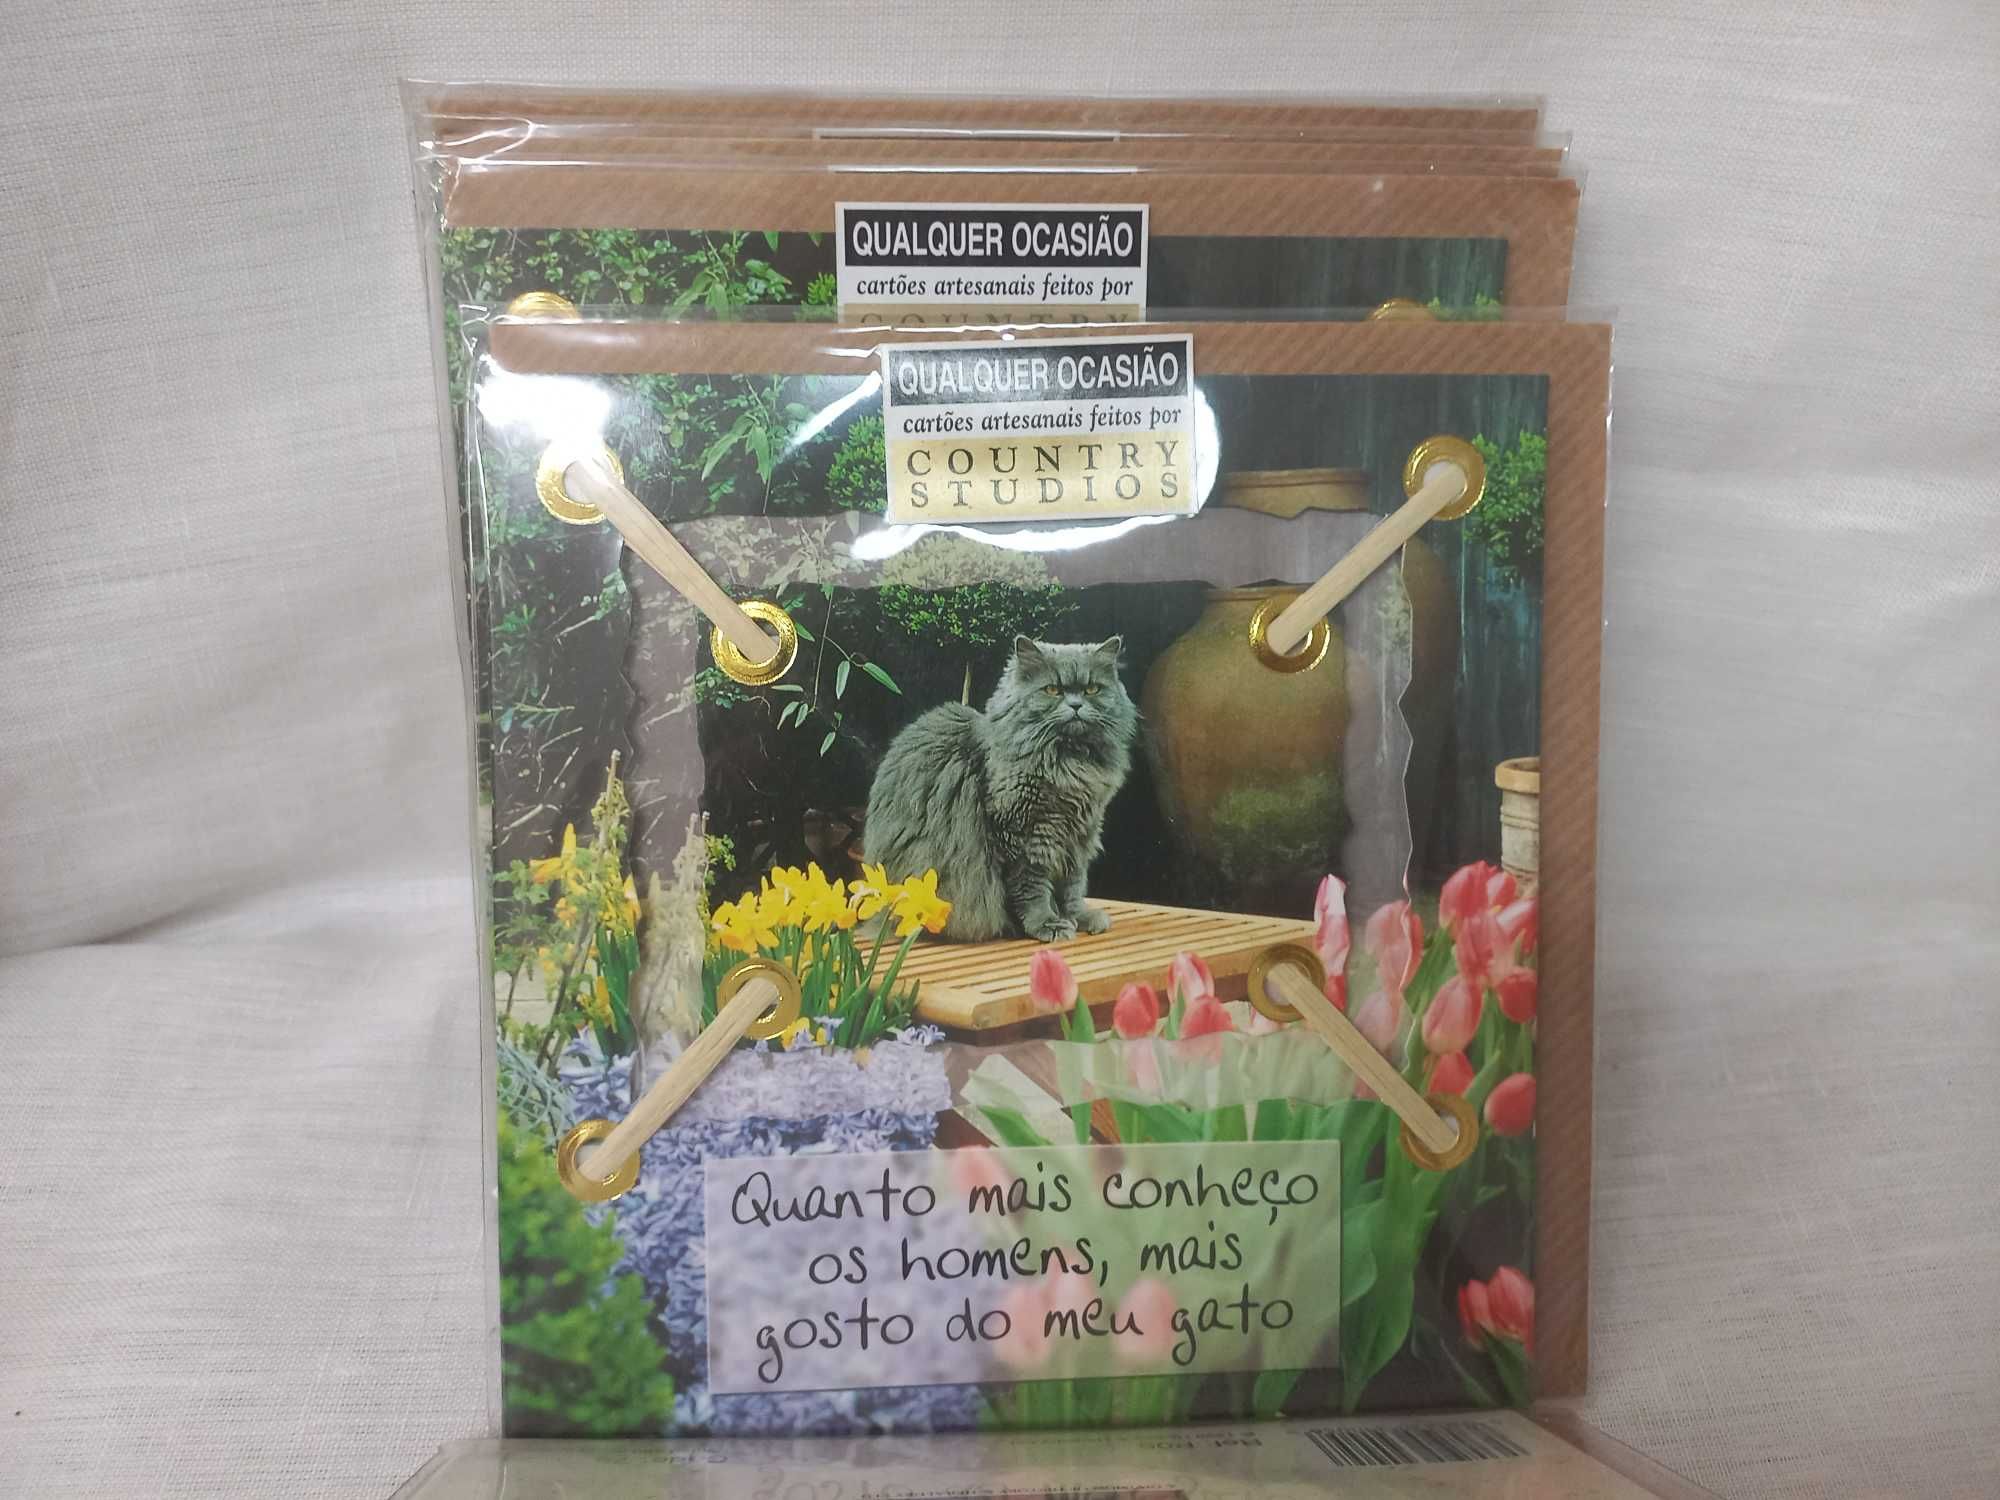 QUALQUER OCASIÃO
cartões artesanais feitos por
COUNTRY
QUALQUER OCASIÃO
cartões artesanais feitos por
COUNTRY
STUDIOS
Quanto mais conheço
os homens, mais
gosto do meu gato